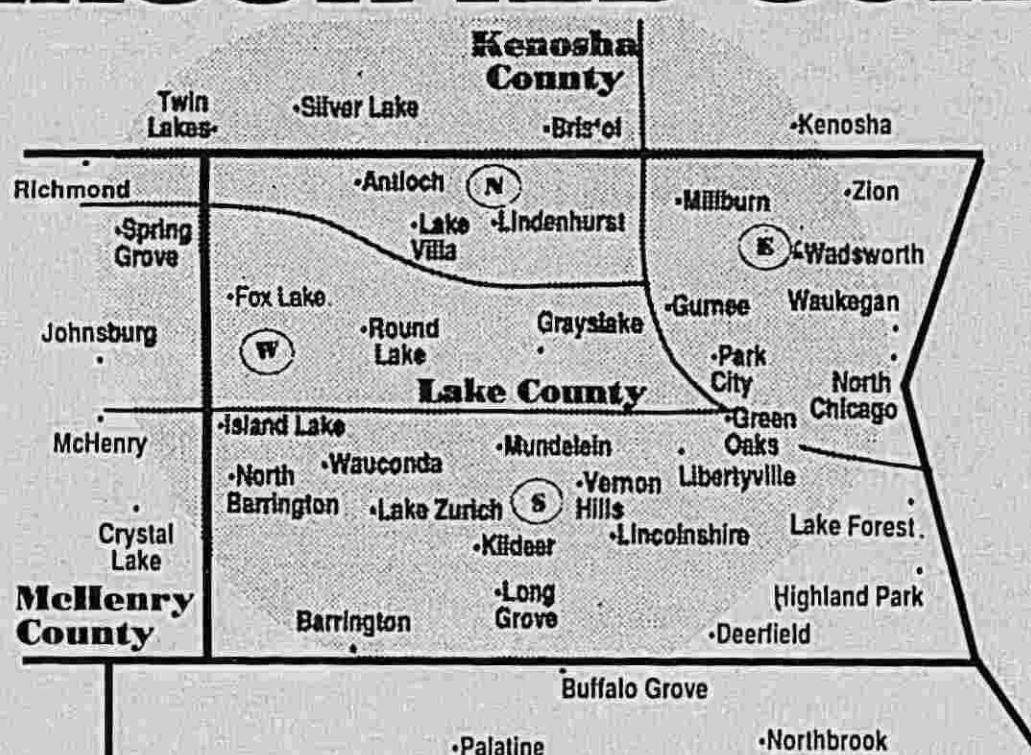 Kenosha
County
Twin
Lakes
Silver Lake
Bristol
Kenosha
Richmond
Antioch
N
Millburn
Zion
Spring
Grove
Lake
Villa
Lindenhurst
E
Wadsworth
Fox Lake
Gurnee
Waukegan
Johnsburg
W
Round
Lake
Grayslake
Park
City
North
Chicago
Lake County
McHenry
Island Lake
Green
Oaks
Mundelein
North
Barrington
Wauconda
Vernon
Hills
Libertyville
Lake Zurich
S
Crystal
Lake
Kildeer
Lincolnshire
Lake Forest
McHenry
County
Long
Grove
Highland Park
Barrington
Deerfield
Buffalo Grove
Palatine
Northbrook